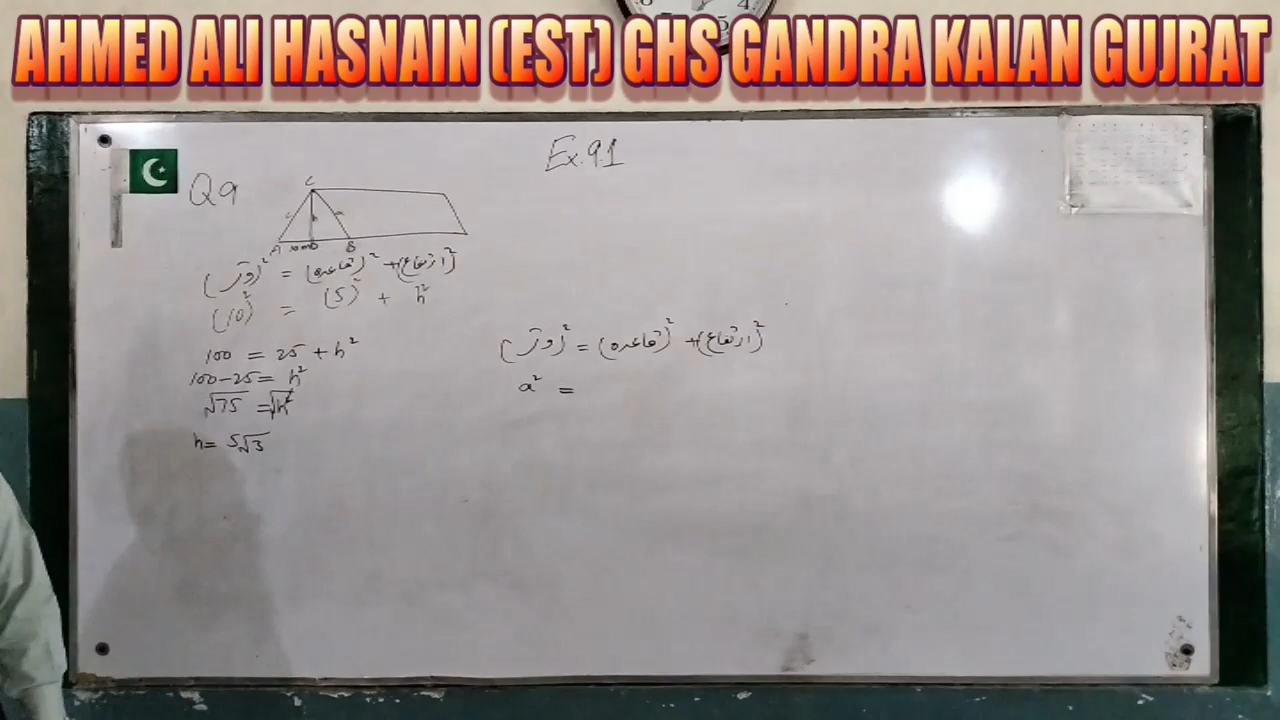 AHMED ALI HASNAIN (EST) GHS GANDRA KALAN GUJRAT
Ex.9.1
Q9
C
A 10cm D B
(وتر)² = (قاعدہ)² + (ارتفاع)²
(10)² = (5)² + h²
100 = 25 + h²
100-25 = h²
√75 = √h²
h = 5√3
(وتر)² = (قاعدہ)² + (ارتفاع)²
a² =